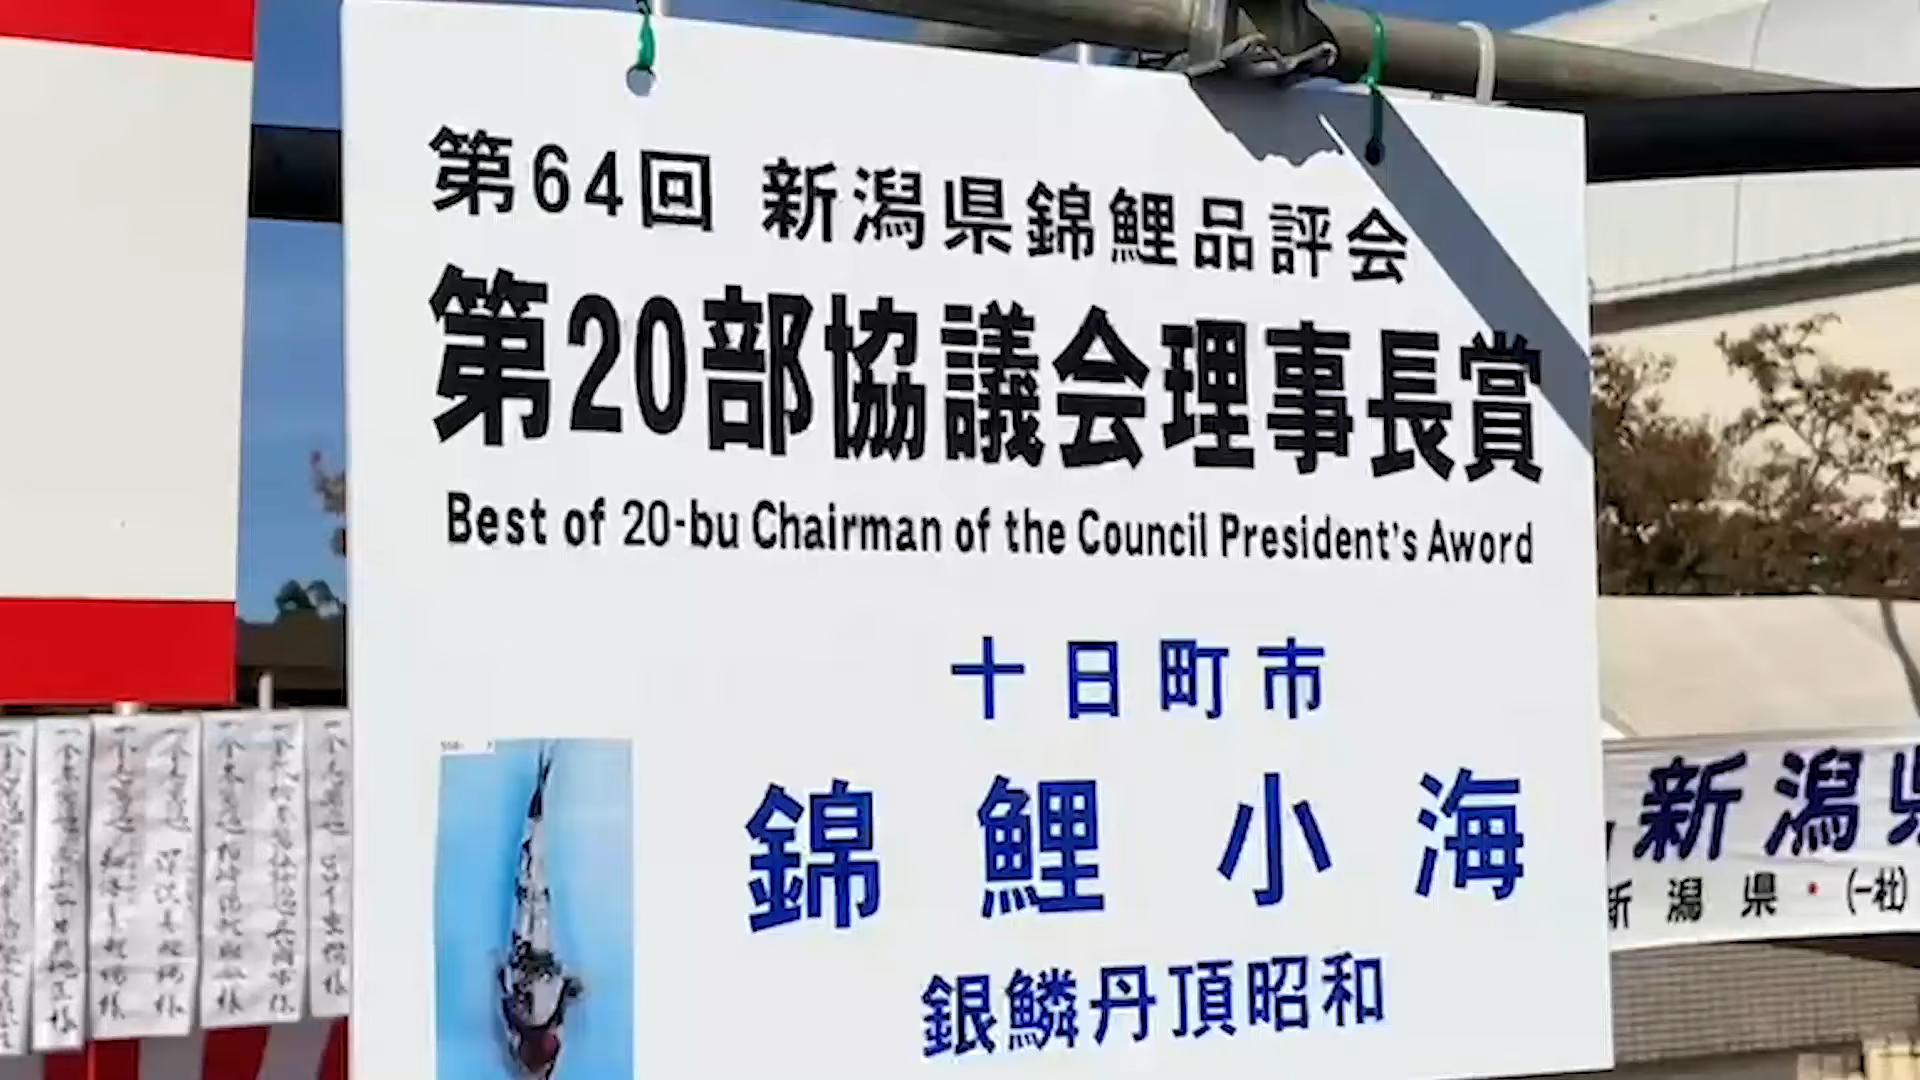 第64回 新潟県錦鯉品評会
第20部協議会理事長賞
Best of 20-bu Chairman of the Council President's Aword
十日町市
錦鯉小海
銀鱗丹頂昭和
新潟県
新潟県・(一社)